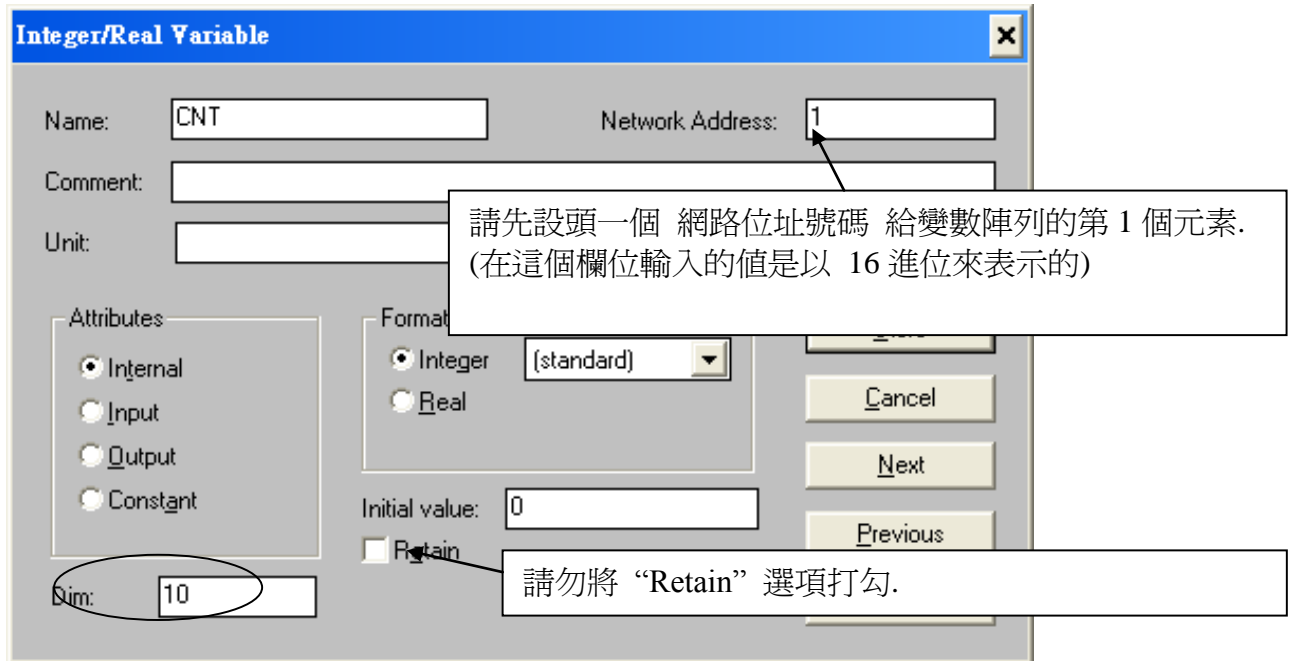 Integer/Real Variable
Name: CNT Network Address: 1
Comment:
請先設頭一個 網路位址號碼 給變數陣列的第 1 個元素.
(在這個欄位輸入的值是以 16 進位來表示的)
Unit:
Attributes
Internal
Input
Output
Constant
Format
Integer (standard)
Real
Cancel
Next
Previous
Initial value: 0
Retain
請勿將 “Retain” 選項打勾.
Dim: 10